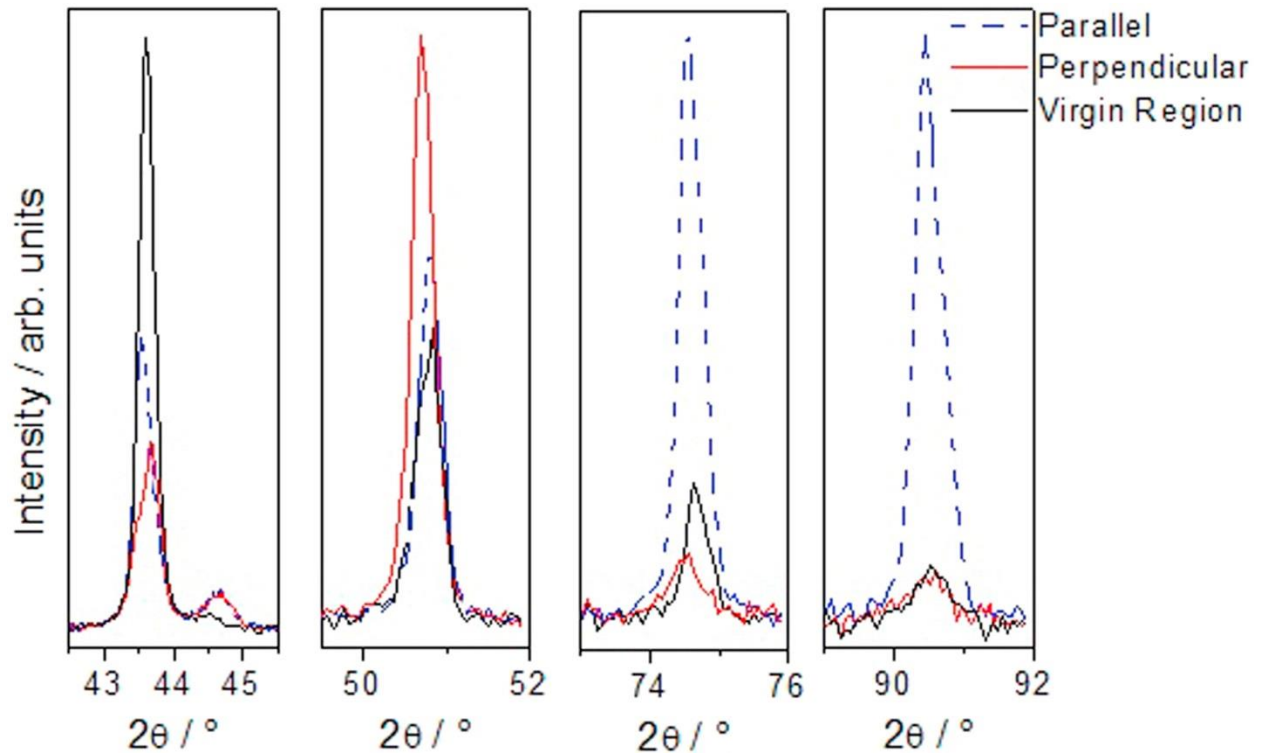 Parallel
Perpendicular
Virgin Region
Intensity / arb. units
43 44 45
50 52
74 76
90 92
2θ / °
2θ / °
2θ / °
2θ / °